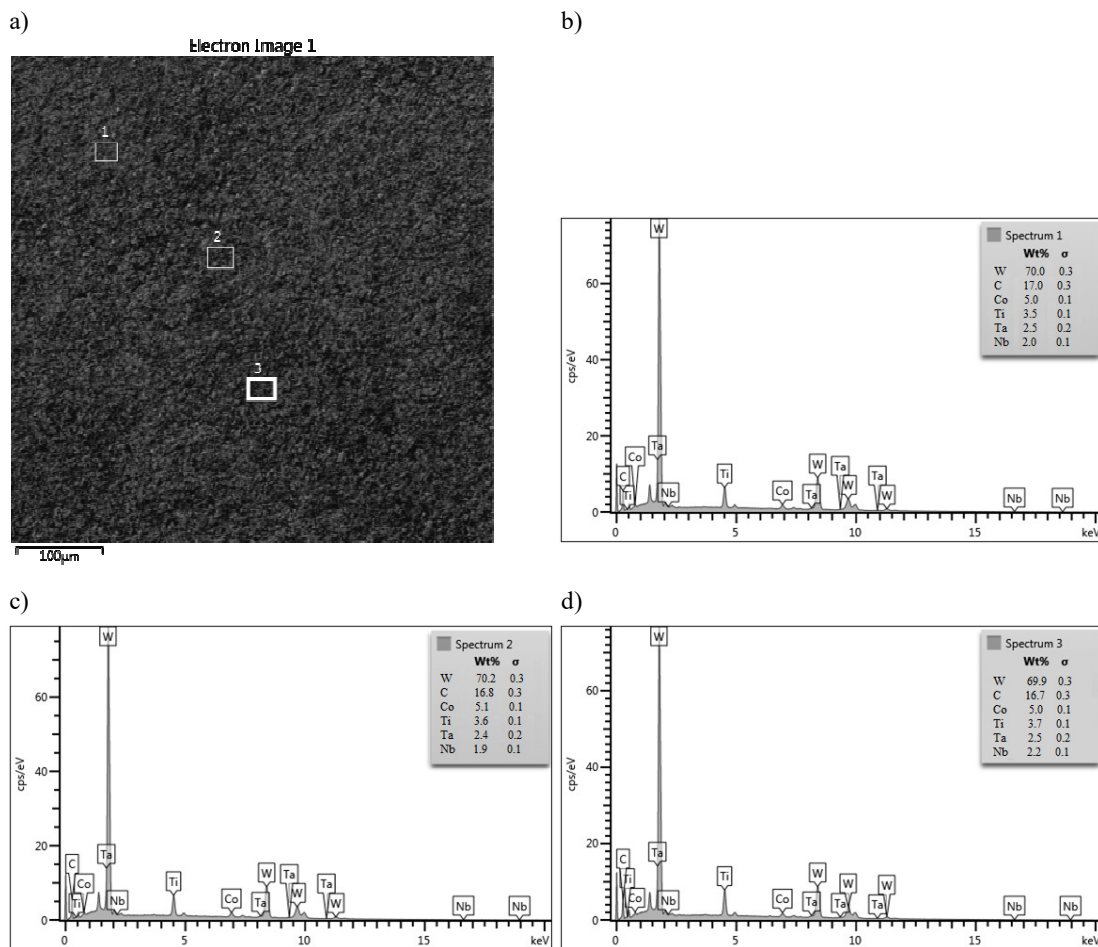 a)
Electron Image 1
1
2
3
100μm
b)
Spectrum 1
Wt% σ
W 70.0 0.3
C 17.0 0.3
Co 5.0 0.1
Ti 3.5 0.1
Ta 2.5 0.2
Nb 2.0 0.1
cps/eV
60
40
20
0
W
Ta
C
Ti
Co
Nb
Ti
Co
Ta
W
Ta
W
Ta
W
Nb
Nb
0 5 10 15 keV
c)
Spectrum 2
Wt% σ
W 70.2 0.3
C 16.8 0.3
Co 5.1 0.1
Ti 3.6 0.1
Ta 2.4 0.2
Nb 1.9 0.1
cps/eV
60
40
20
0
W
Ta
C
Ti
Co
Nb
Ti
Co
Ta
W
Ta
W
Ta
W
Nb
Nb
0 5 10 15 keV
d)
Spectrum 3
Wt% σ
W 69.9 0.3
C 16.7 0.3
Co 5.0 0.1
Ti 3.7 0.1
Ta 2.5 0.2
Nb 2.2 0.1
cps/eV
60
40
20
0
W
Ta
C
Ti
Co
Nb
Ti
Co
Ta
W
Ta
W
Ta
W
Nb
Nb
0 5 10 15 keV